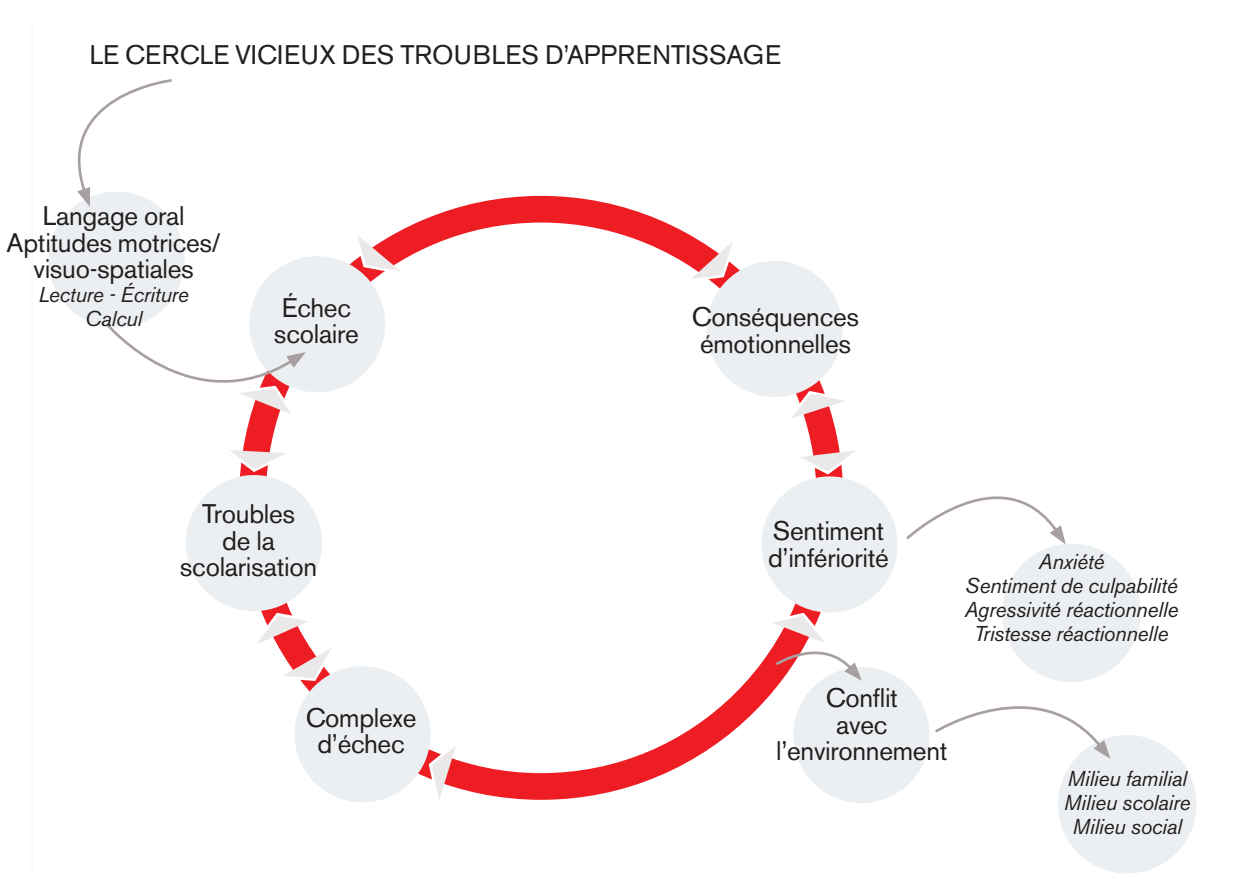 LE CERCLE VICIEUX DES TROUBLES D'APPRENTISSAGE
Langage oral
Aptitudes motrices/
visuo-spatiales
Lecture - Écriture
Calcul
Échec
scolaire
Conséquences
émotionnelles
Troubles
de la
scolarisation
Sentiment
d'infériorité
Anxiété
Sentiment de culpabilité
Agressivité réactionnelle
Tristesse réactionnelle
Complexe
d'échec
Conflit
avec
l'environnement
Milieu familial
Milieu scolaire
Milieu social